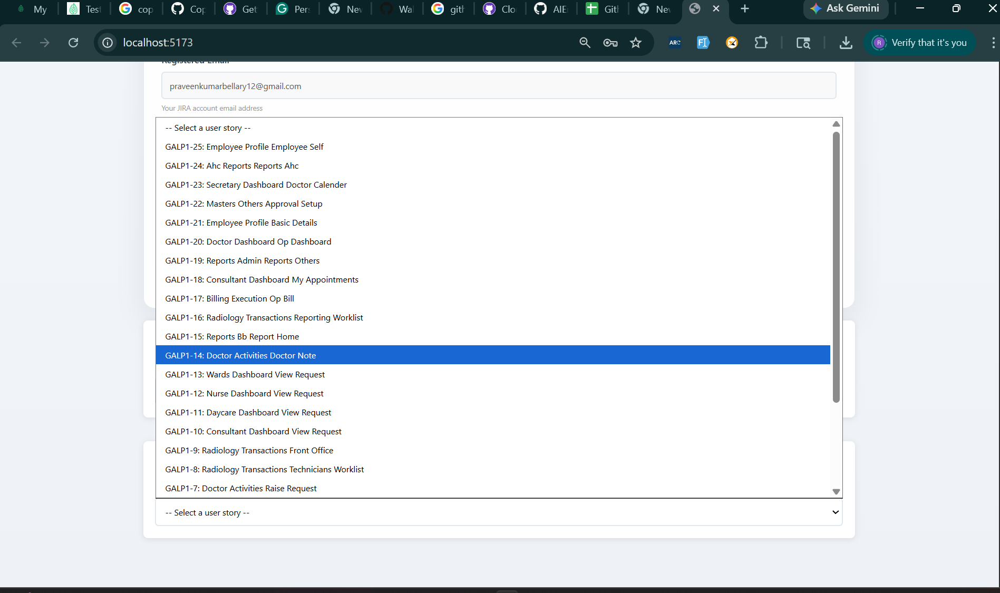 My
Test
cop
Cop
Get
Pers
New
Wal
gith
Clo
AIE
Gitl
New
Ask Gemini
localhost:5173
ARC
R
Verify that it's you
Registered Email
praveenkumarbellary12@gmail.com
Your JIRA account email address
-- Select a user story --
GALP1-25: Employee Profile Employee Self
GALP1-24: Ahc Reports Reports Ahc
GALP1-23: Secretary Dashboard Doctor Calender
GALP1-22: Masters Others Approval Setup
GALP1-21: Employee Profile Basic Details
GALP1-20: Doctor Dashboard Op Dashboard
GALP1-19: Reports Admin Reports Others
GALP1-18: Consultant Dashboard My Appointments
GALP1-17: Billing Execution Op Bill
GALP1-16: Radiology Transactions Reporting Worklist
GALP1-15: Reports Bb Report Home
GALP1-14: Doctor Activities Doctor Note
GALP1-13: Wards Dashboard View Request
GALP1-12: Nurse Dashboard View Request
GALP1-11: Daycare Dashboard View Request
GALP1-10: Consultant Dashboard View Request
GALP1-9: Radiology Transactions Front Office
GALP1-8: Radiology Transactions Technicians Worklist
GALP1-7: Doctor Activities Raise Request
-- Select a user story --